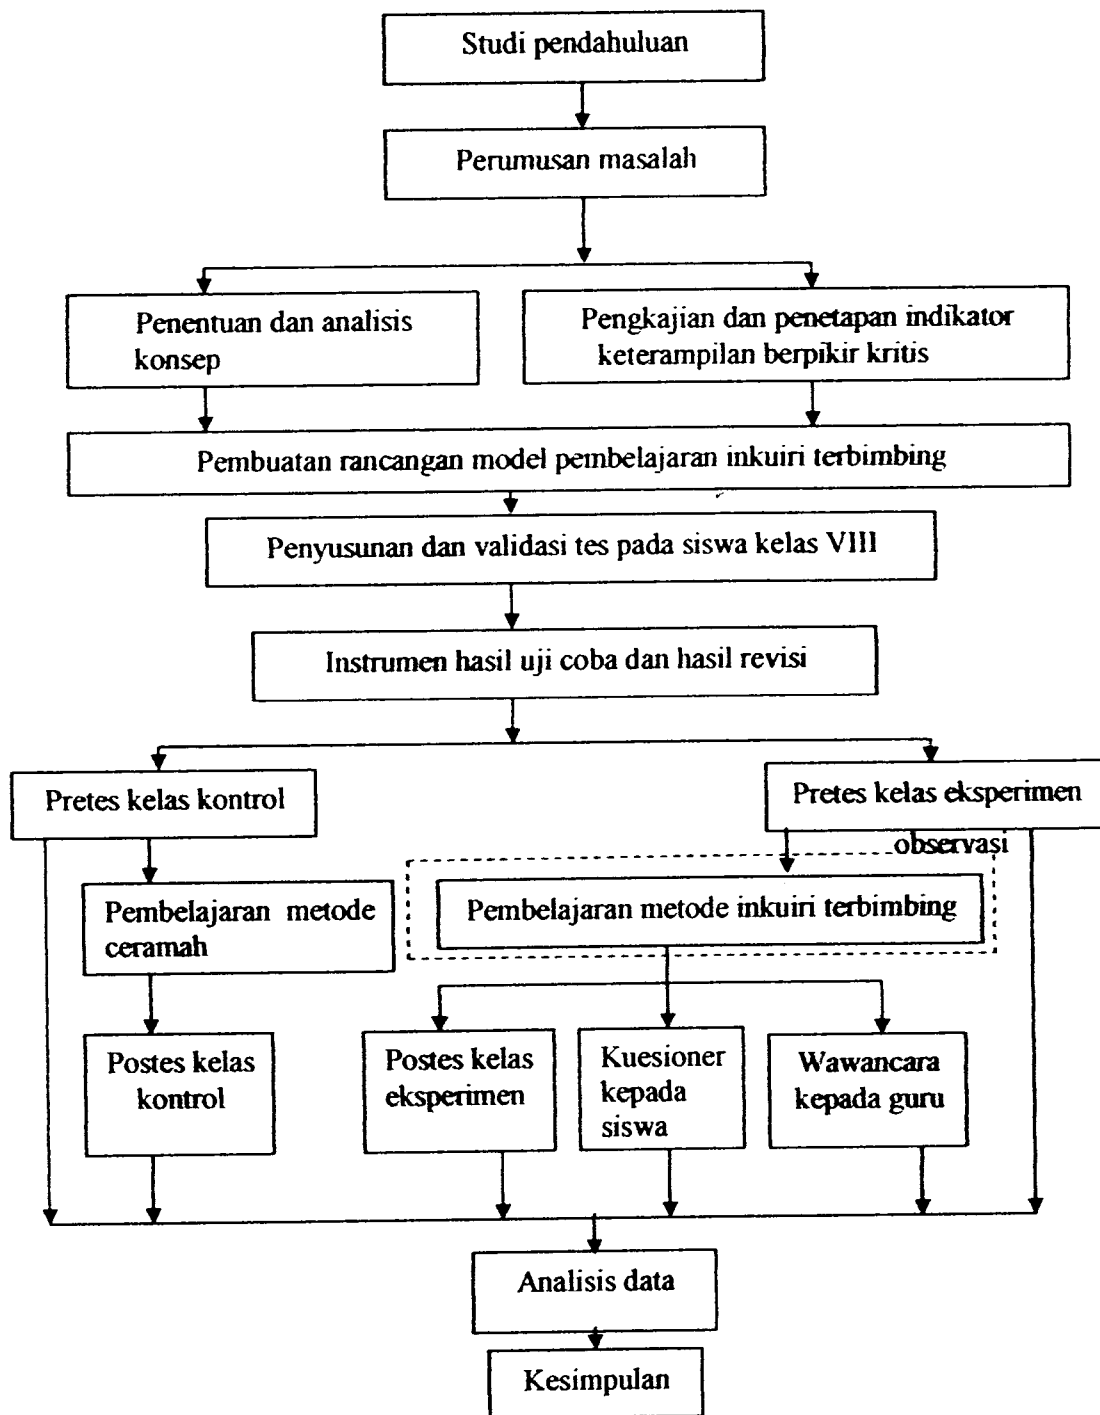 Studi pendahuluan
Perumusan masalah
Penentuan dan analisis
konsep
Pengkajian dan penetapan indikator
keterampilan berpikir kritis
Pembuatan rancangan model pembelajaran inkuiri terbimbing
Penyusunan dan validasi tes pada siswa kelas VIII
Instrumen hasil uji coba dan hasil revisi
Pretes kelas kontrol
Pretes kelas eksperimen
observasi
Pembelajaran metode
ceramah
Pembelajaran metode inkuiri terbimbing
Postes kelas
kontrol
Postes kelas
eksperimen
Kuesioner
kepada
siswa
Wawancara
kepada guru
Analisis data
Kesimpulan